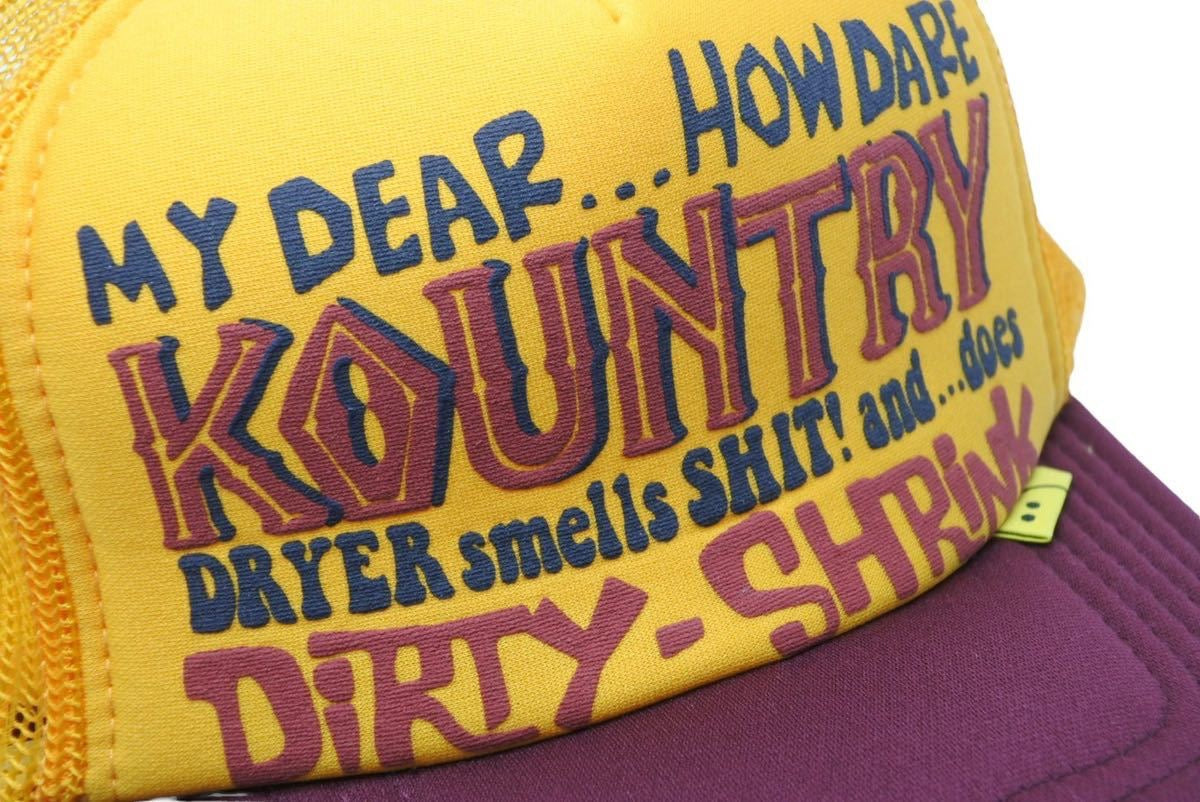 MY DEAR...HOW DARE
KOUNTRY
DRYER smells SHIT! and...does
DiRTY-SHRiNK